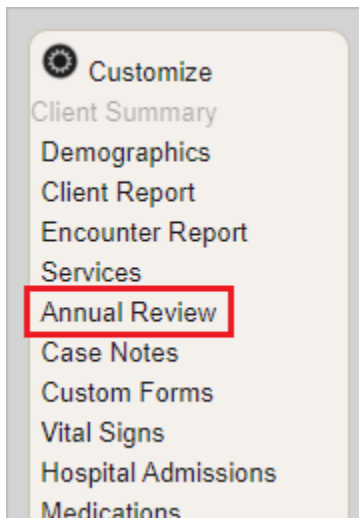 Customize
Client Summary
Demographics
Client Report
Encounter Report
Services
Annual Review
Case Notes
Custom Forms
Vital Signs
Hospital Admissions
Medications